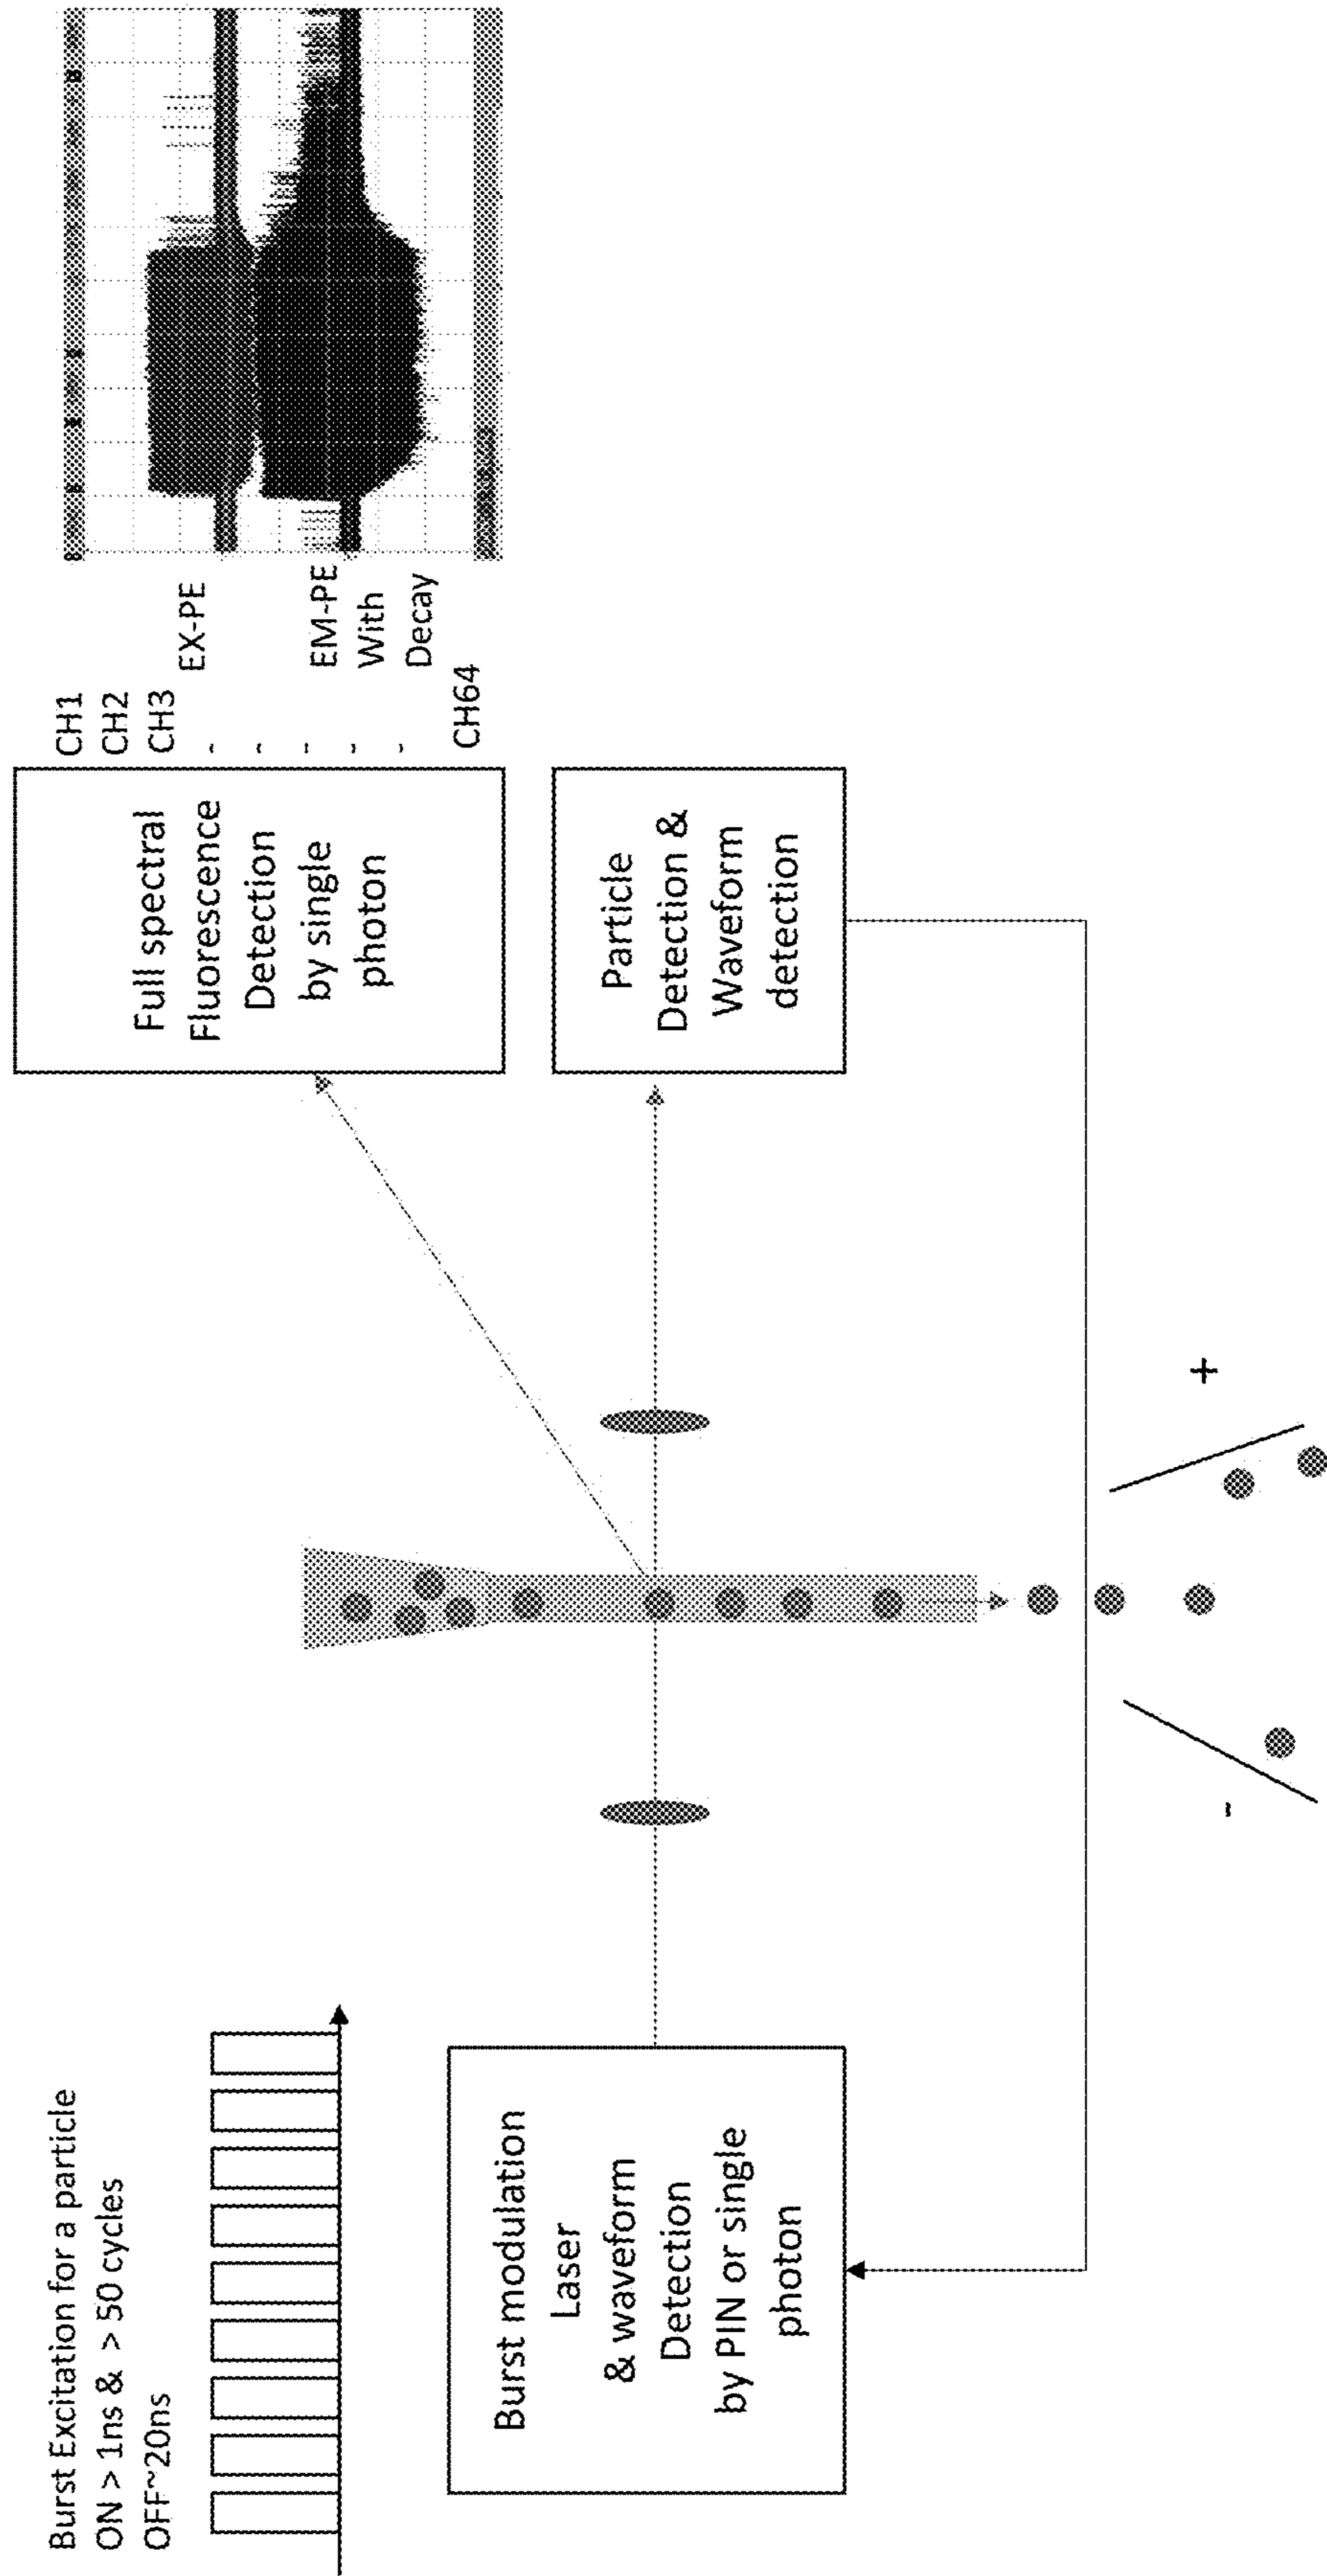 Burst Excitation for a particle
ON > 1ns & > 50 cycles
OFF~20ns
Burst modulation
Laser
& waveform
Detection
by PIN or single
photon
Full spectral
Fluorescence
Detection
by single
photon
Particle
Detection &
Waveform
detection
CH1
CH2
CH3
-
-
-
-
-
CH64
EX-PE
EM-PE
With
Decay
-
+